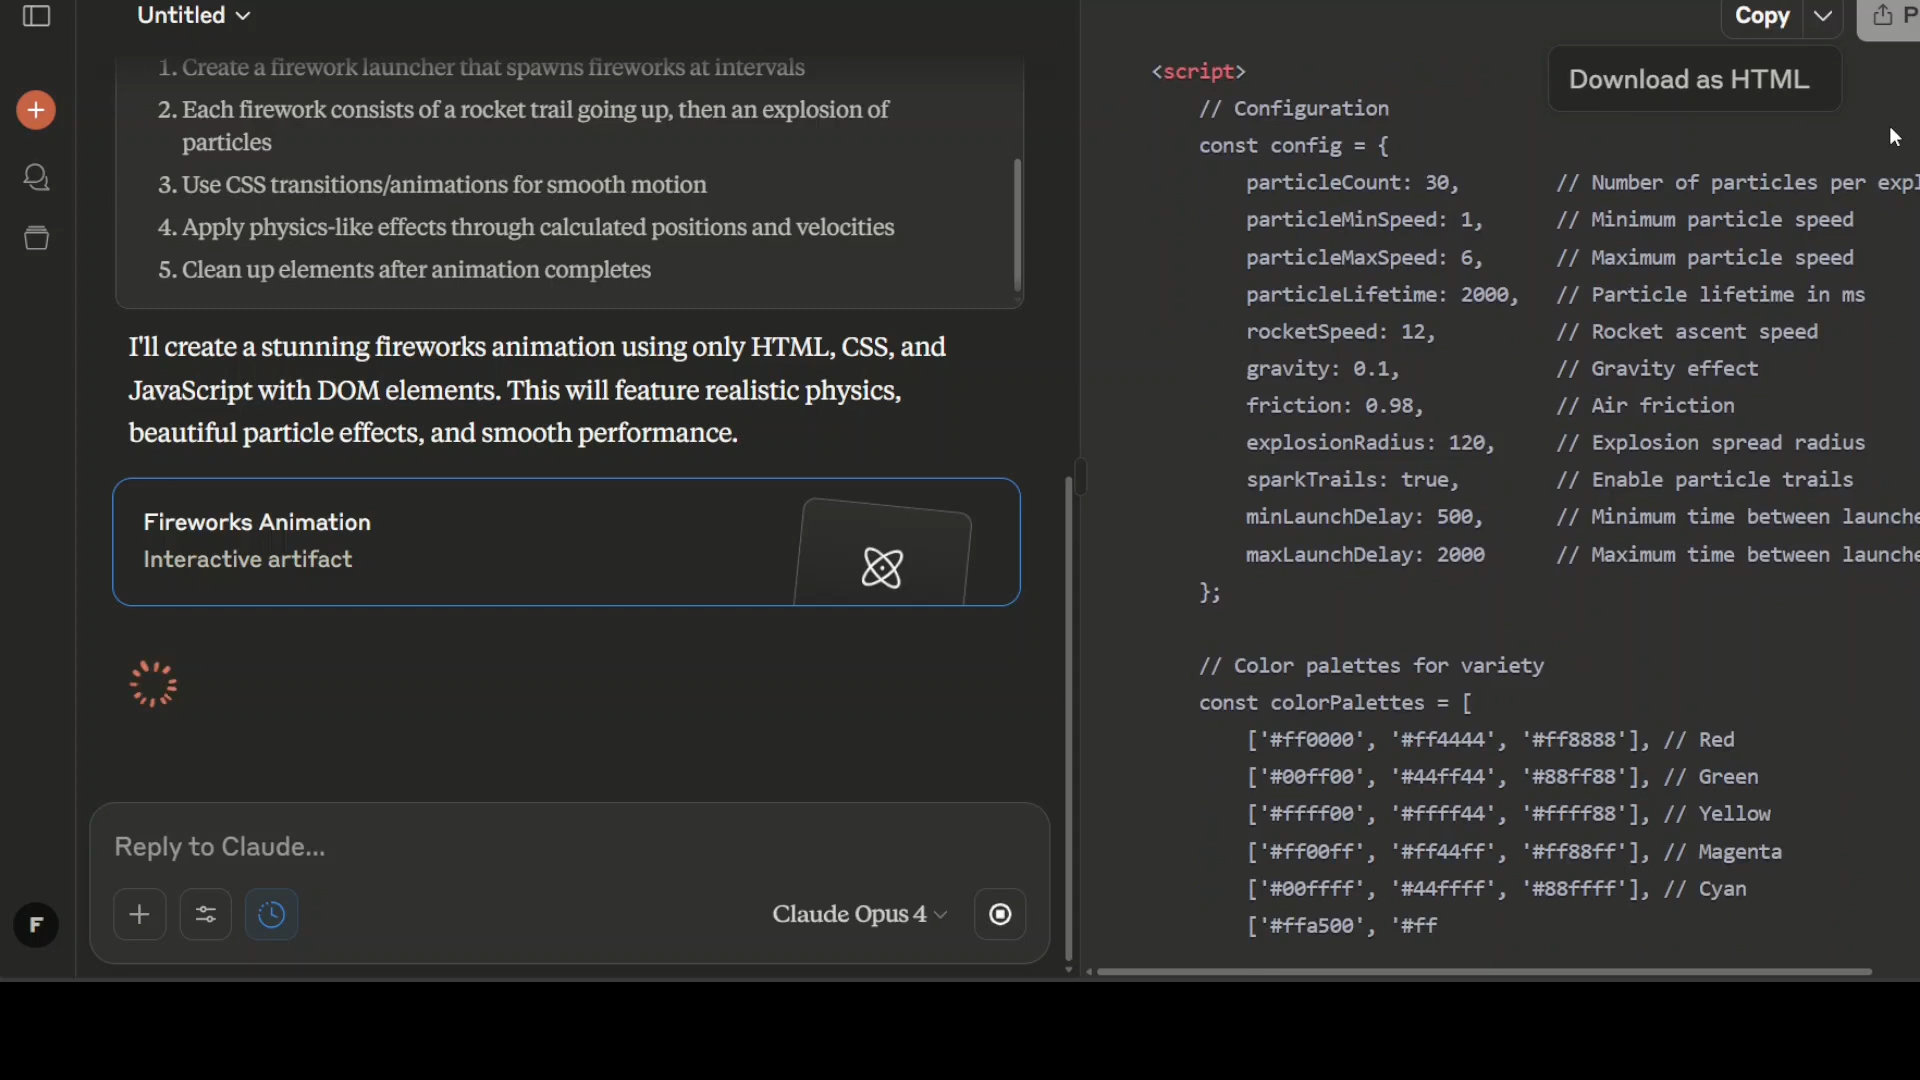 Untitled
1. Create a firework launcher that spawns fireworks at intervals
2. Each firework consists of a rocket trail going up, then an explosion of
particles
3. Use CSS transitions/animations for smooth motion
4. Apply physics-like effects through calculated positions and velocities
5. Clean up elements after animation completes
I'll create a stunning fireworks animation using only HTML, CSS, and
JavaScript with DOM elements. This will feature realistic physics,
beautiful particle effects, and smooth performance.
Fireworks Animation
Interactive artifact
Reply to Claude...
Claude Opus 4
F
Copy
P
Download as HTML
<script>
// Configuration
const config = {
particleCount: 30, // Number of particles per expl
particleMinSpeed: 1, // Minimum particle speed
particleMaxSpeed: 6, // Maximum particle speed
particleLifetime: 2000, // Particle lifetime in ms
rocketSpeed: 12, // Rocket ascent speed
gravity: 0.1, // Gravity effect
friction: 0.98, // Air friction
explosionRadius: 120, // Explosion spread radius
sparkTrails: true, // Enable particle trails
minLaunchDelay: 500, // Minimum time between launche
maxLaunchDelay: 2000 // Maximum time between launche
};
// Color palettes for variety
const colorPalettes = [
['#ff0000', '#ff4444', '#ff8888'], // Red
['#00ff00', '#44ff44', '#88ff88'], // Green
['#ffff00', '#ffff44', '#ffff88'], // Yellow
['#ff00ff', '#ff44ff', '#ff88ff'], // Magenta
['#00ffff', '#44ffff', '#88ffff'], // Cyan
['#ffa500', '#ff